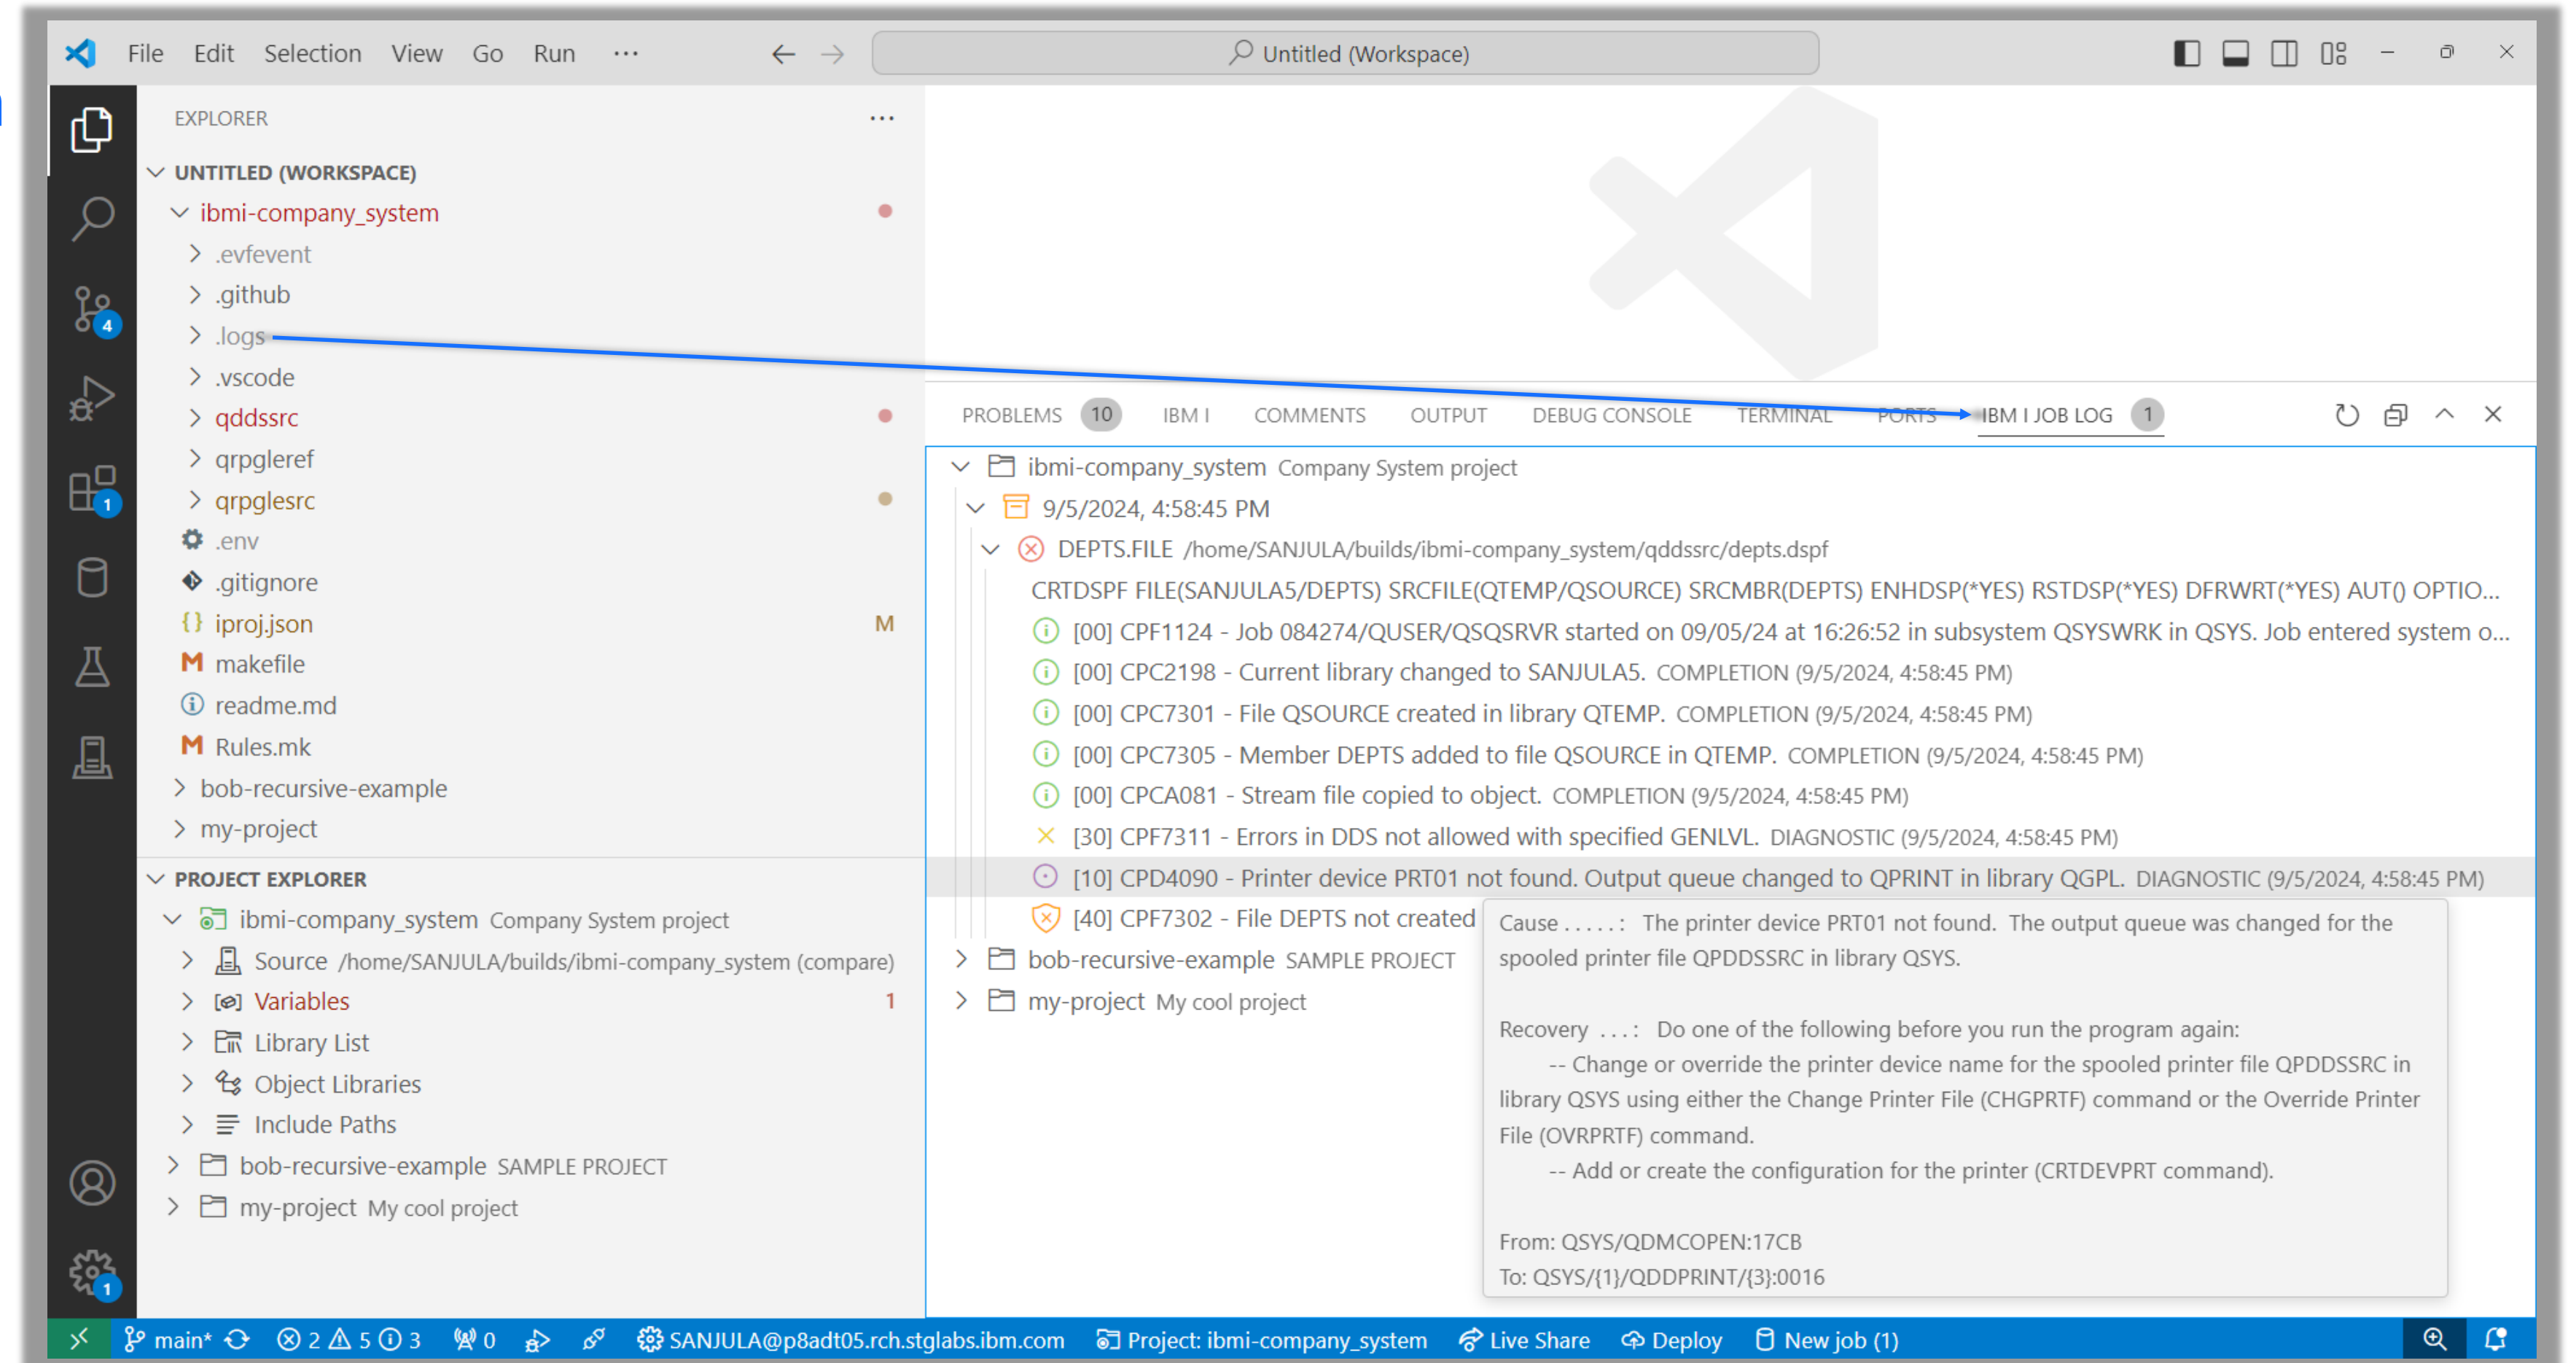 File Edit Selection View Go Run ···
Untitled (Workspace)
EXPLORER
UNTITLED (WORKSPACE)
ibmi-company_system
.evfevent
.github
.logs
.vscode
qddssrc
qrpgleref
qrpglesrc
.env
.gitignore
{} iproj.json M
M makefile
readme.md
M Rules.mk
bob-recursive-example
my-project
4
1
1
PROJECT EXPLORER
ibmi-company_system Company System project
Source /home/SANJULA/builds/ibmi-company_system (compare)
Variables 1
Library List
Object Libraries
Include Paths
bob-recursive-example SAMPLE PROJECT
my-project My cool project
PROBLEMS 10 IBM I COMMENTS OUTPUT DEBUG CONSOLE TERMINAL PORTS IBM I JOB LOG 1
ibmi-company_system Company System project
9/5/2024, 4:58:45 PM
DEPTS.FILE /home/SANJULA/builds/ibmi-company_system/qddssrc/depts.dspf
CRTDSPF FILE(SANJULA5/DEPTS) SRCFILE(QTEMP/QSOURCE) SRCMBR(DEPTS) ENHDSP(*YES) RSTDSP(*YES) DFRWRT(*YES) AUT() OPTIO...
[00] CPF1124 - Job 084274/QUSER/QSQSRVR started on 09/05/24 at 16:26:52 in subsystem QSYSWRK in QSYS. Job entered system o...
[00] CPC2198 - Current library changed to SANJULA5. COMPLETION (9/5/2024, 4:58:45 PM)
[00] CPC7301 - File QSOURCE created in library QTEMP. COMPLETION (9/5/2024, 4:58:45 PM)
[00] CPC7305 - Member DEPTS added to file QSOURCE in QTEMP. COMPLETION (9/5/2024, 4:58:45 PM)
[00] CPCA081 - Stream file copied to object. COMPLETION (9/5/2024, 4:58:45 PM)
[30] CPF7311 - Errors in DDS not allowed with specified GENLVL. DIAGNOSTIC (9/5/2024, 4:58:45 PM)
[10] CPD4090 - Printer device PRT01 not found. Output queue changed to QPRINT in library QGPL. DIAGNOSTIC (9/5/2024, 4:58:45 PM)
[40] CPF7302 - File DEPTS not created
bob-recursive-example SAMPLE PROJECT
my-project My cool project
Cause . . . . . : The printer device PRT01 not found. The output queue was changed for the
spooled printer file QPDDSSRC in library QSYS.
Recovery . . . : Do one of the following before you run the program again:
-- Change or override the printer device name for the spooled printer file QPDDSSRC in
library QSYS using either the Change Printer File (CHGPRTF) command or the Override Printer
File (OVRPRTF) command.
-- Add or create the configuration for the printer (CRTDEVPRT command).
From: QSYS/QDMCOPEN:17CB
To: QSYS/{1}/QDDPRINT/{3}:0016
main* 2 5 3 0 SANJULA@p8adt05.rch.stglabs.ibm.com Project: ibmi-company_system Live Share Deploy New job (1)